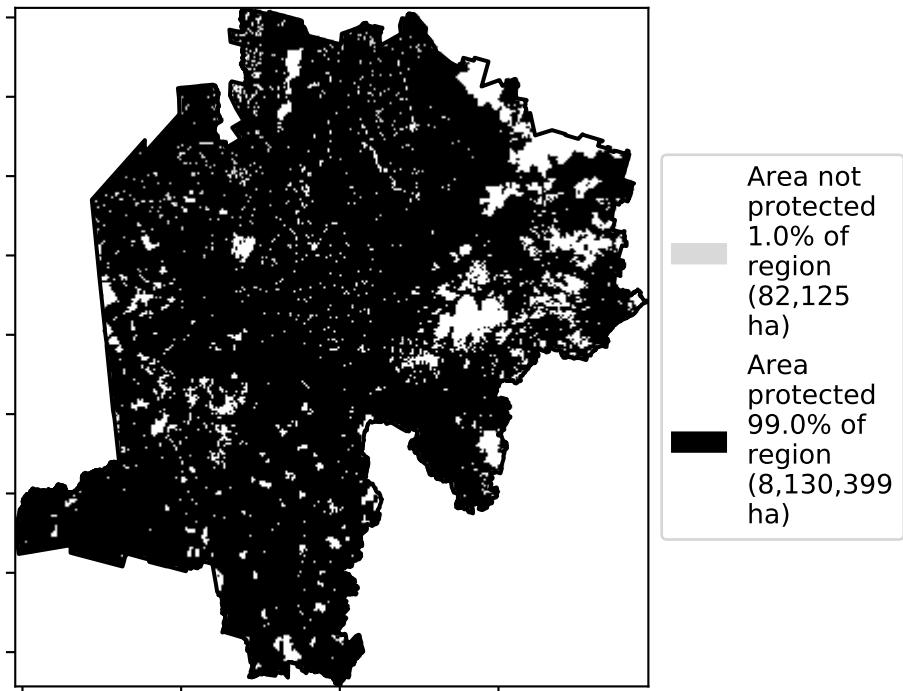 Area not
protected
1.0% of
region
(82,125
ha)
Area
protected
99.0% of
region
(8,130,399
ha)